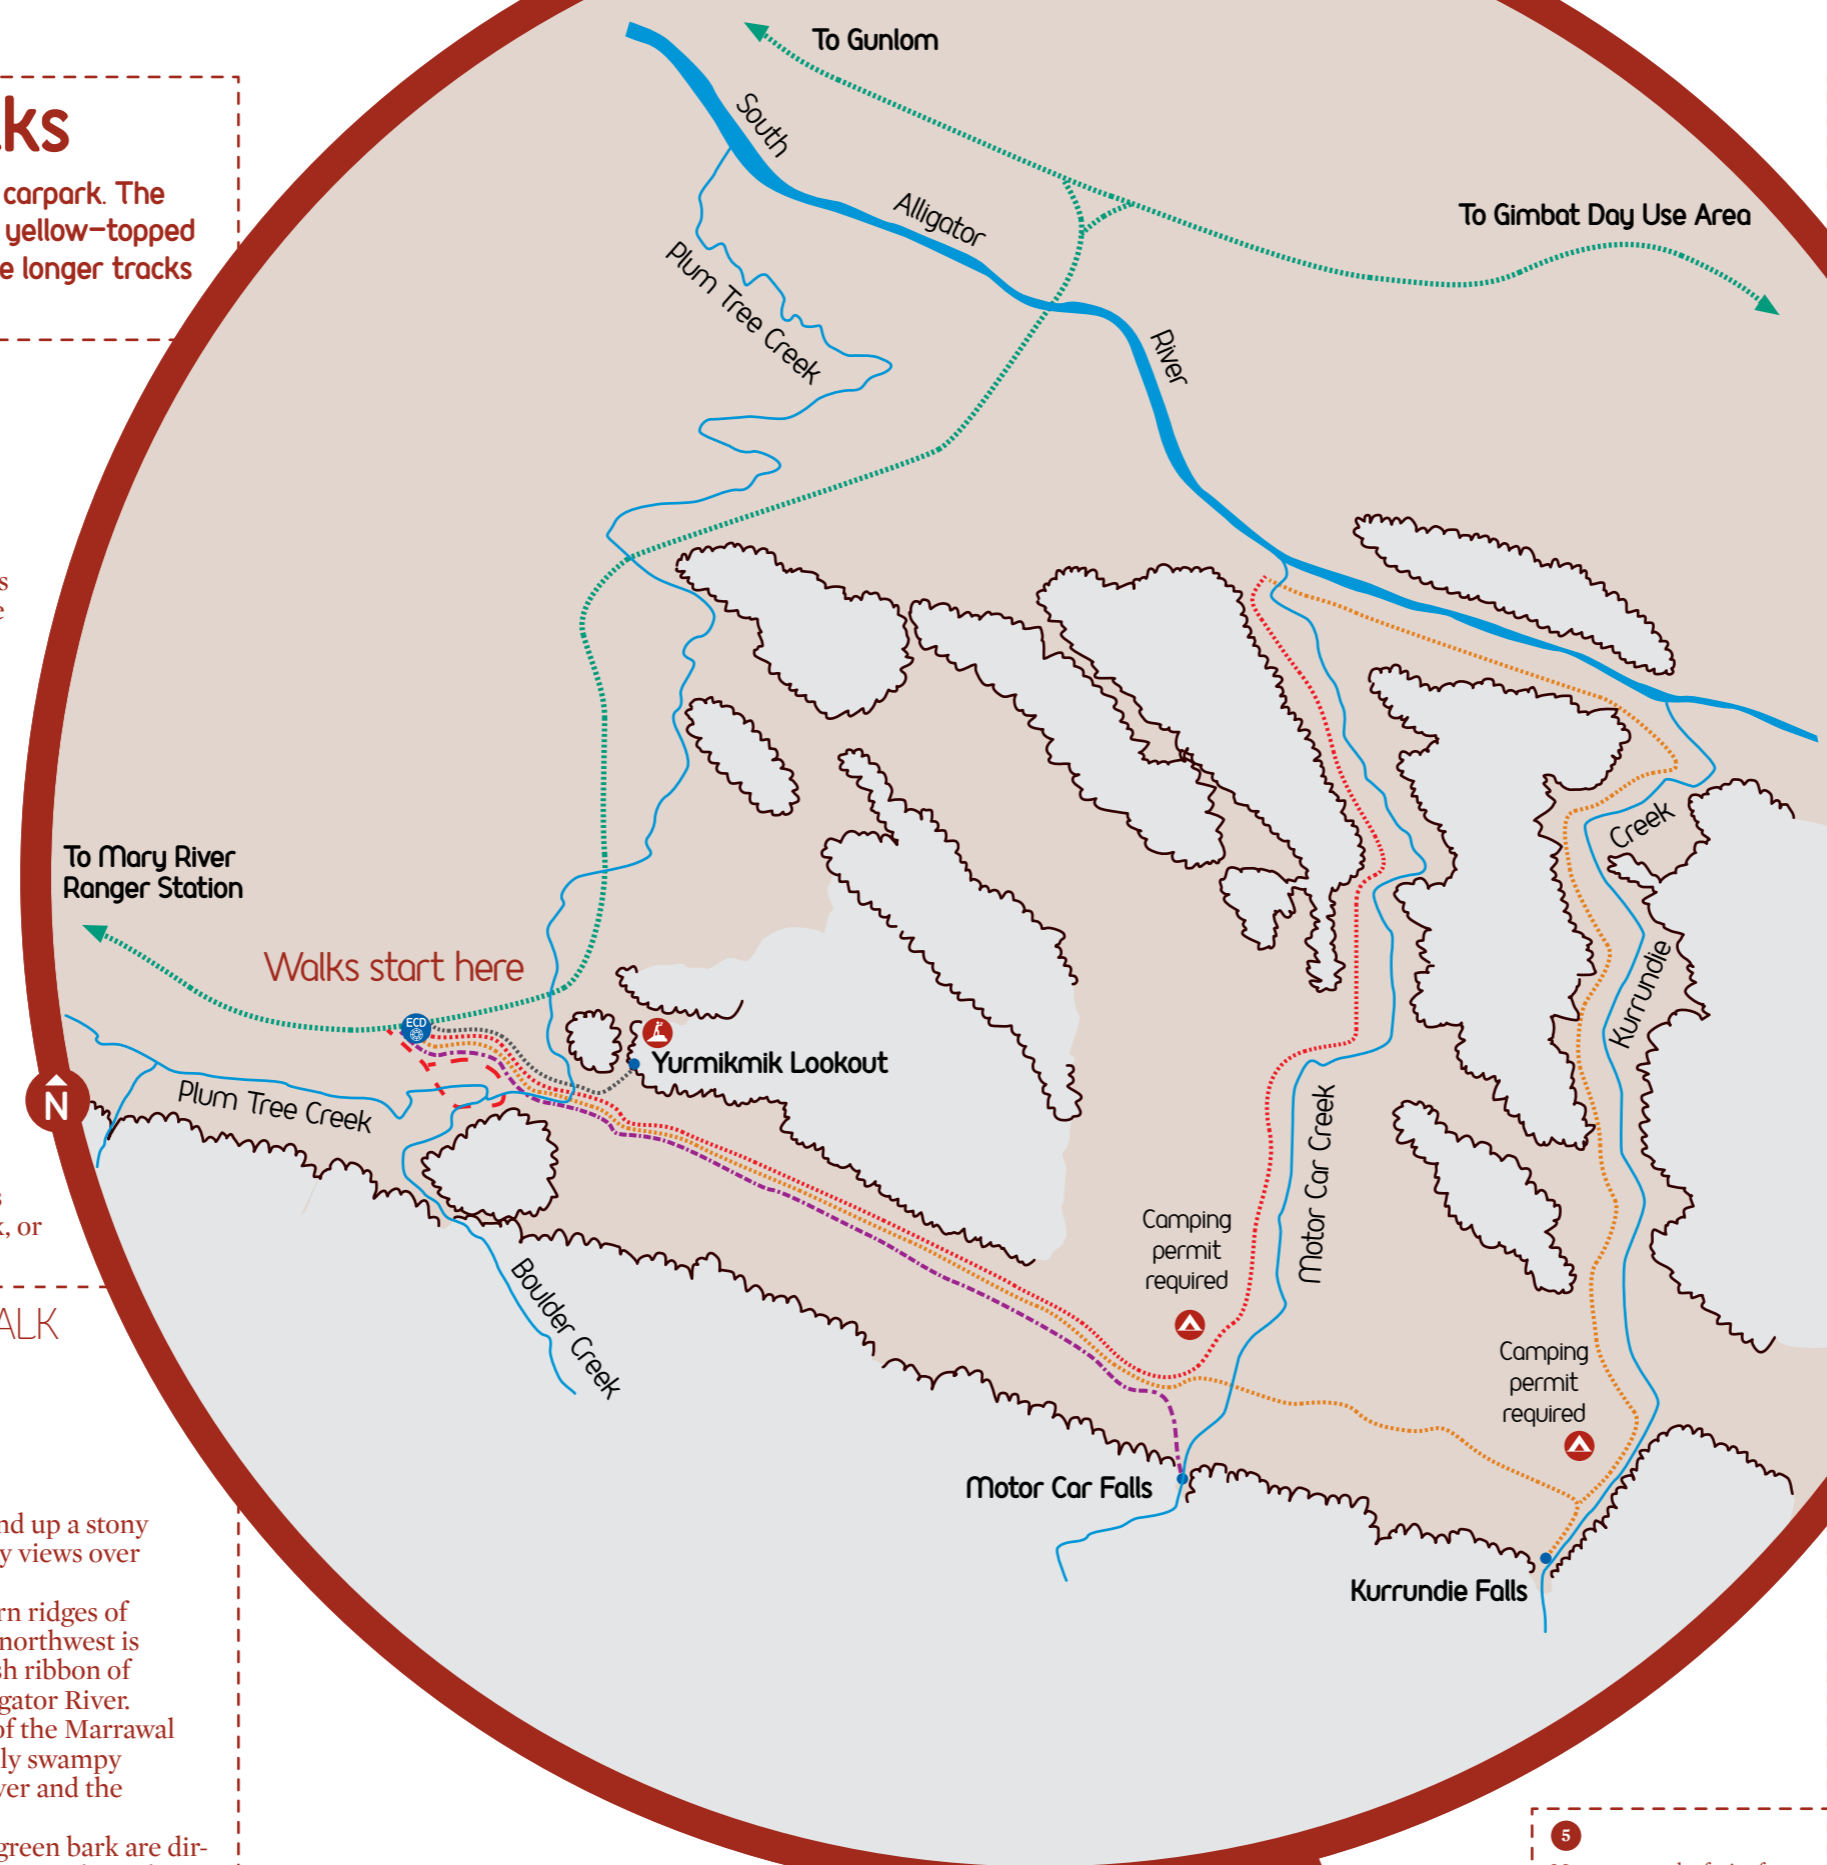 ks
carpark. The
yellow-topped
e longer tracks
s
e
s
k, or
ALK
nd up a stony
y views over
rn ridges of
northwest is
sh ribbon of
gator River.
of the Marrawal
ly swampy
ver and the
green bark are dir-
To Gunlom
South
Alligator
River
To Gimbat Day Use Area
Plum Tree Creek
To Mary River
Ranger Station
Walks start here
ECD
Yurmikmik Lookout
N
Plum Tree Creek
Boulder Creek
Creek
Kurrundie
Motor Car Creek
Camping
permit
required
Camping
permit
required
Motor Car Falls
Kurrundie Falls
5